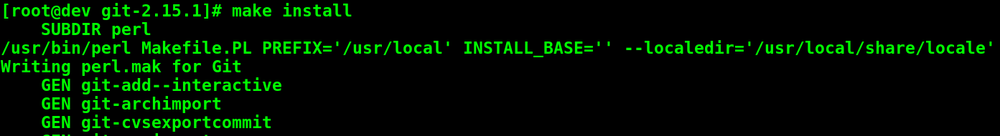 [root@dev git-2.15.1]# make install
SUBDIR perl
/usr/bin/perl Makefile.PL PREFIX='/usr/local' INSTALL_BASE='' --localedir='/usr/local/share/locale'
Writing perl.mak for Git
GEN git-add--interactive
GEN git-archimport
GEN git-cvsexportcommit